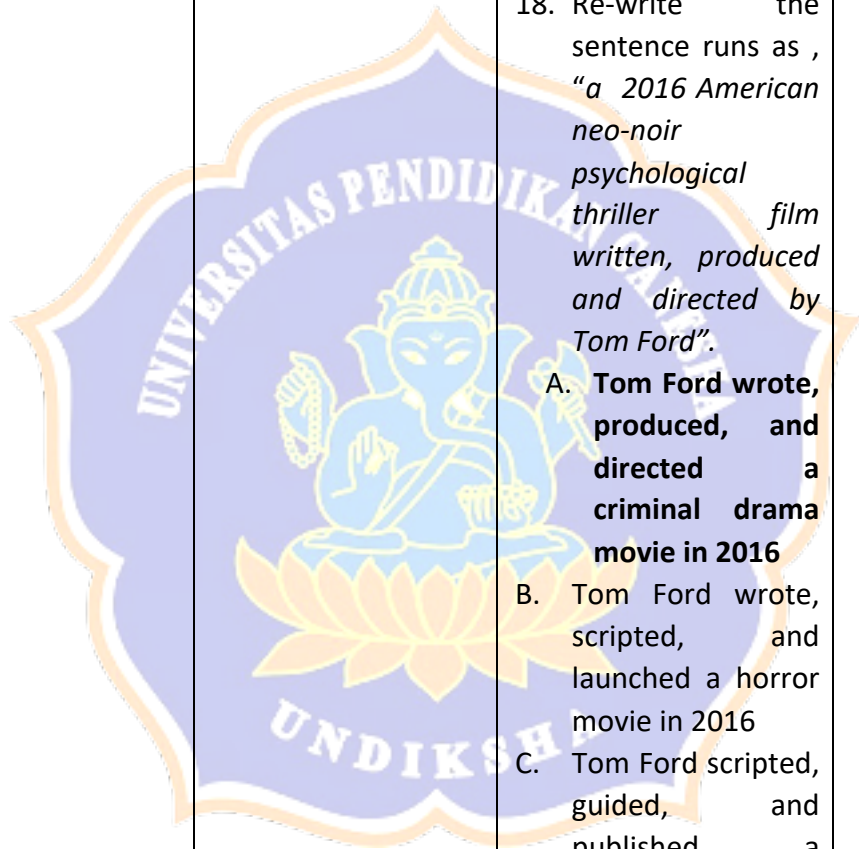 18. Re-write the
sentence runs as ,
“a 2016 American
neo-noir
psychological
thriller film
written, produced
and directed by
Tom Ford”.
A. Tom Ford wrote,
produced, and
directed a
criminal drama
movie in 2016
B. Tom Ford wrote,
scripted, and
launched a horror
movie in 2016
C. Tom Ford scripted,
guided, and
published a
UNIVERSITAS PENDIDIKAN GANESHA
UNDIKSHA